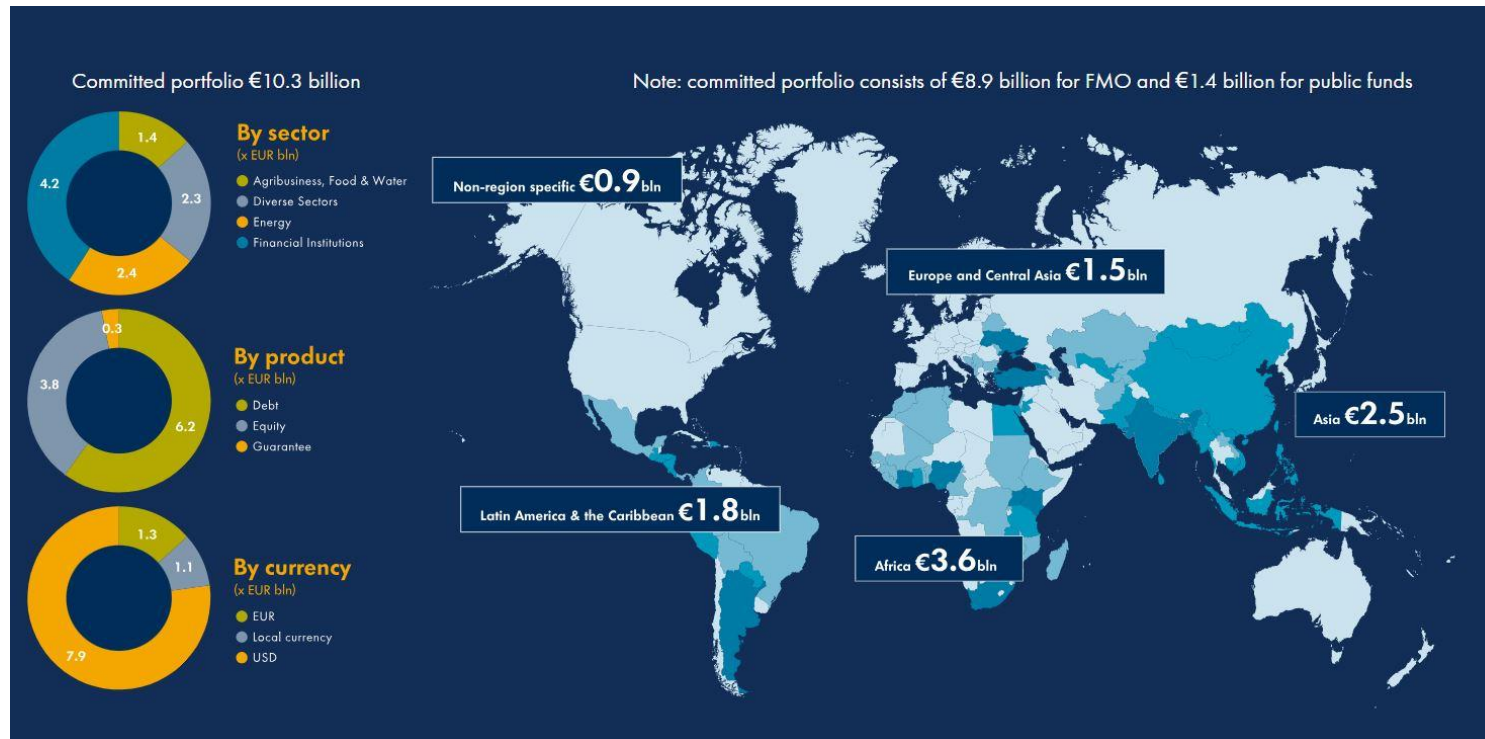 Committed portfolio €10.3 billion
Note: committed portfolio consists of €8.9 billion for FMO and €1.4 billion for public funds
1.4
2.3
2.4
4.2
By sector
(x EUR bln)
Agribusiness, Food & Water
Diverse Sectors
Energy
Financial Institutions
0.3
3.8
6.2
By product
(x EUR bln)
Debt
Equity
Guarantee
1.3
1.1
7.9
By currency
(x EUR bln)
EUR
Local currency
USD
Non-region specific €0.9bln
Europe and Central Asia €1.5bln
Asia €2.5bln
Latin America & the Caribbean €1.8bln
Africa €3.6bln